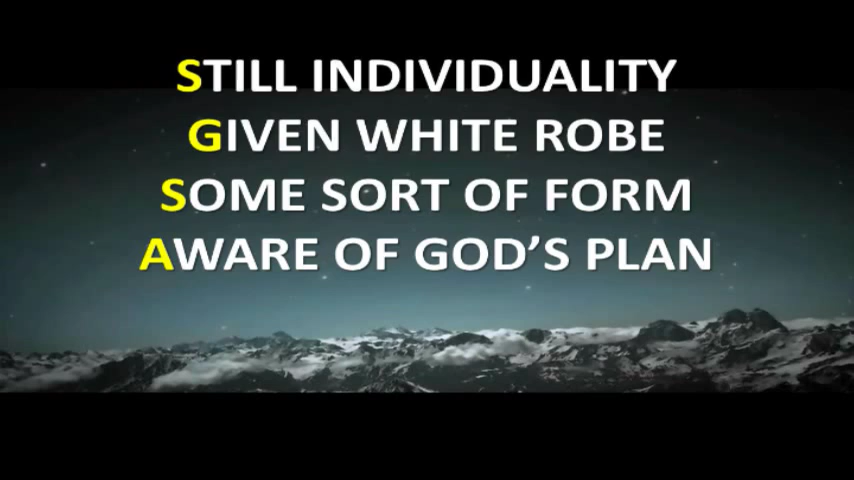 STILL INDIVIDUALITY
GIVEN WHITE ROBE
SOME SORT OF FORM
AWARE OF GOD’S PLAN